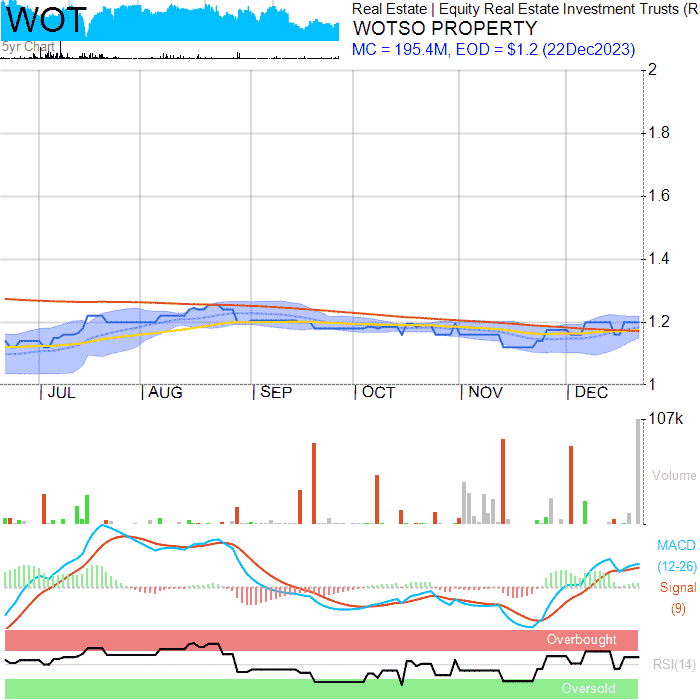 WOT
5yr Chart
Real Estate | Equity Real Estate Investment Trusts (R
WOTSO PROPERTY
MC = 195.4M, EOD = $1.2 (22Dec2023)
2
1.8
1.6
1.4
1.2
1
| JUL | AUG | SEP | OCT | NOV | DEC
107k
Volume
MACD
(12-26)
Signal
(9)
Overbought
RSI(14)
Oversold